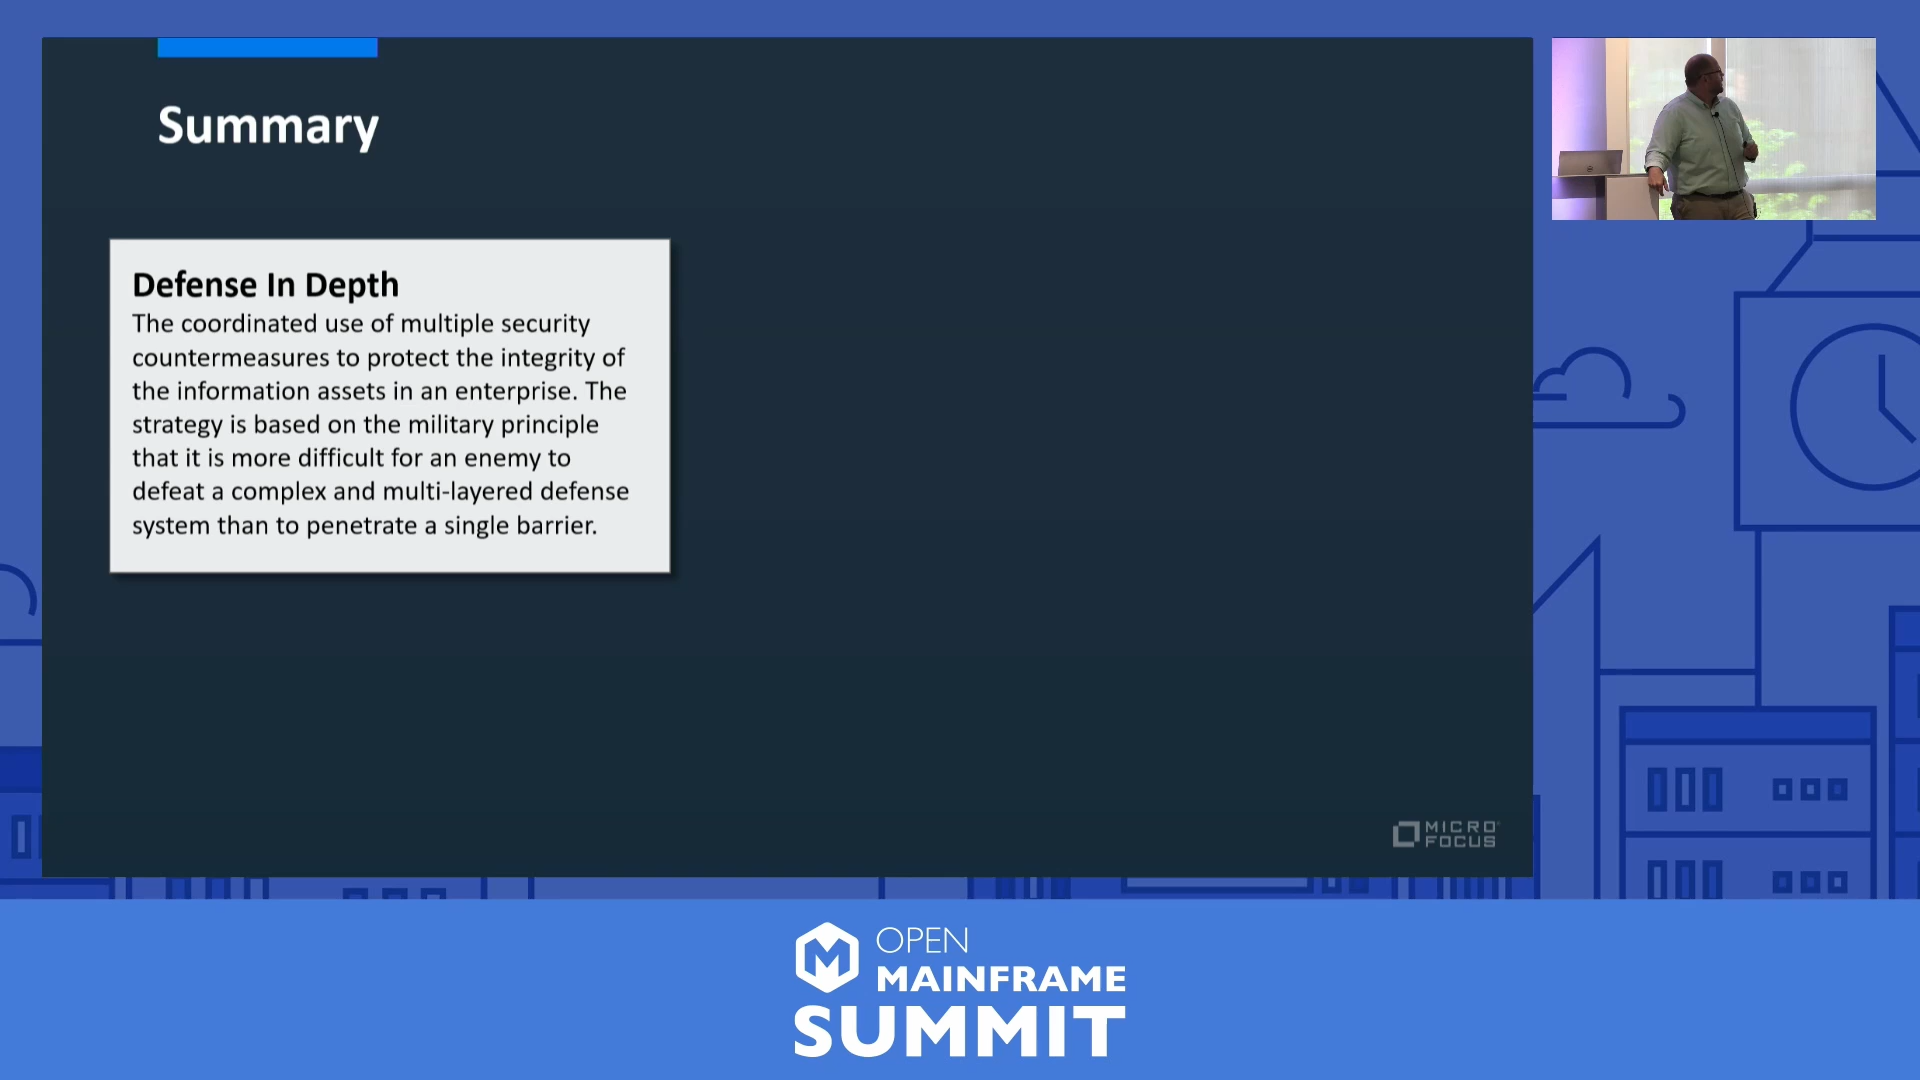 Summary
Defense In Depth
The coordinated use of multiple security
countermeasures to protect the integrity of
the information assets in an enterprise. The
strategy is based on the military principle
that it is more difficult for an enemy to
defeat a complex and multi-layered defense
system than to penetrate a single barrier.
MICRO
FOCUS
OPEN
MAINFRAME
SUMMIT